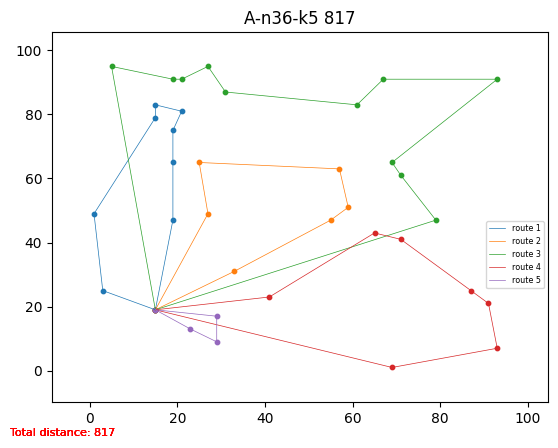 A-n36-k5 817
100
80
60
40
20
0
route 1
route 2
route 3
route 4
route 5
0 20 40 60 80 100
Total distance: 817